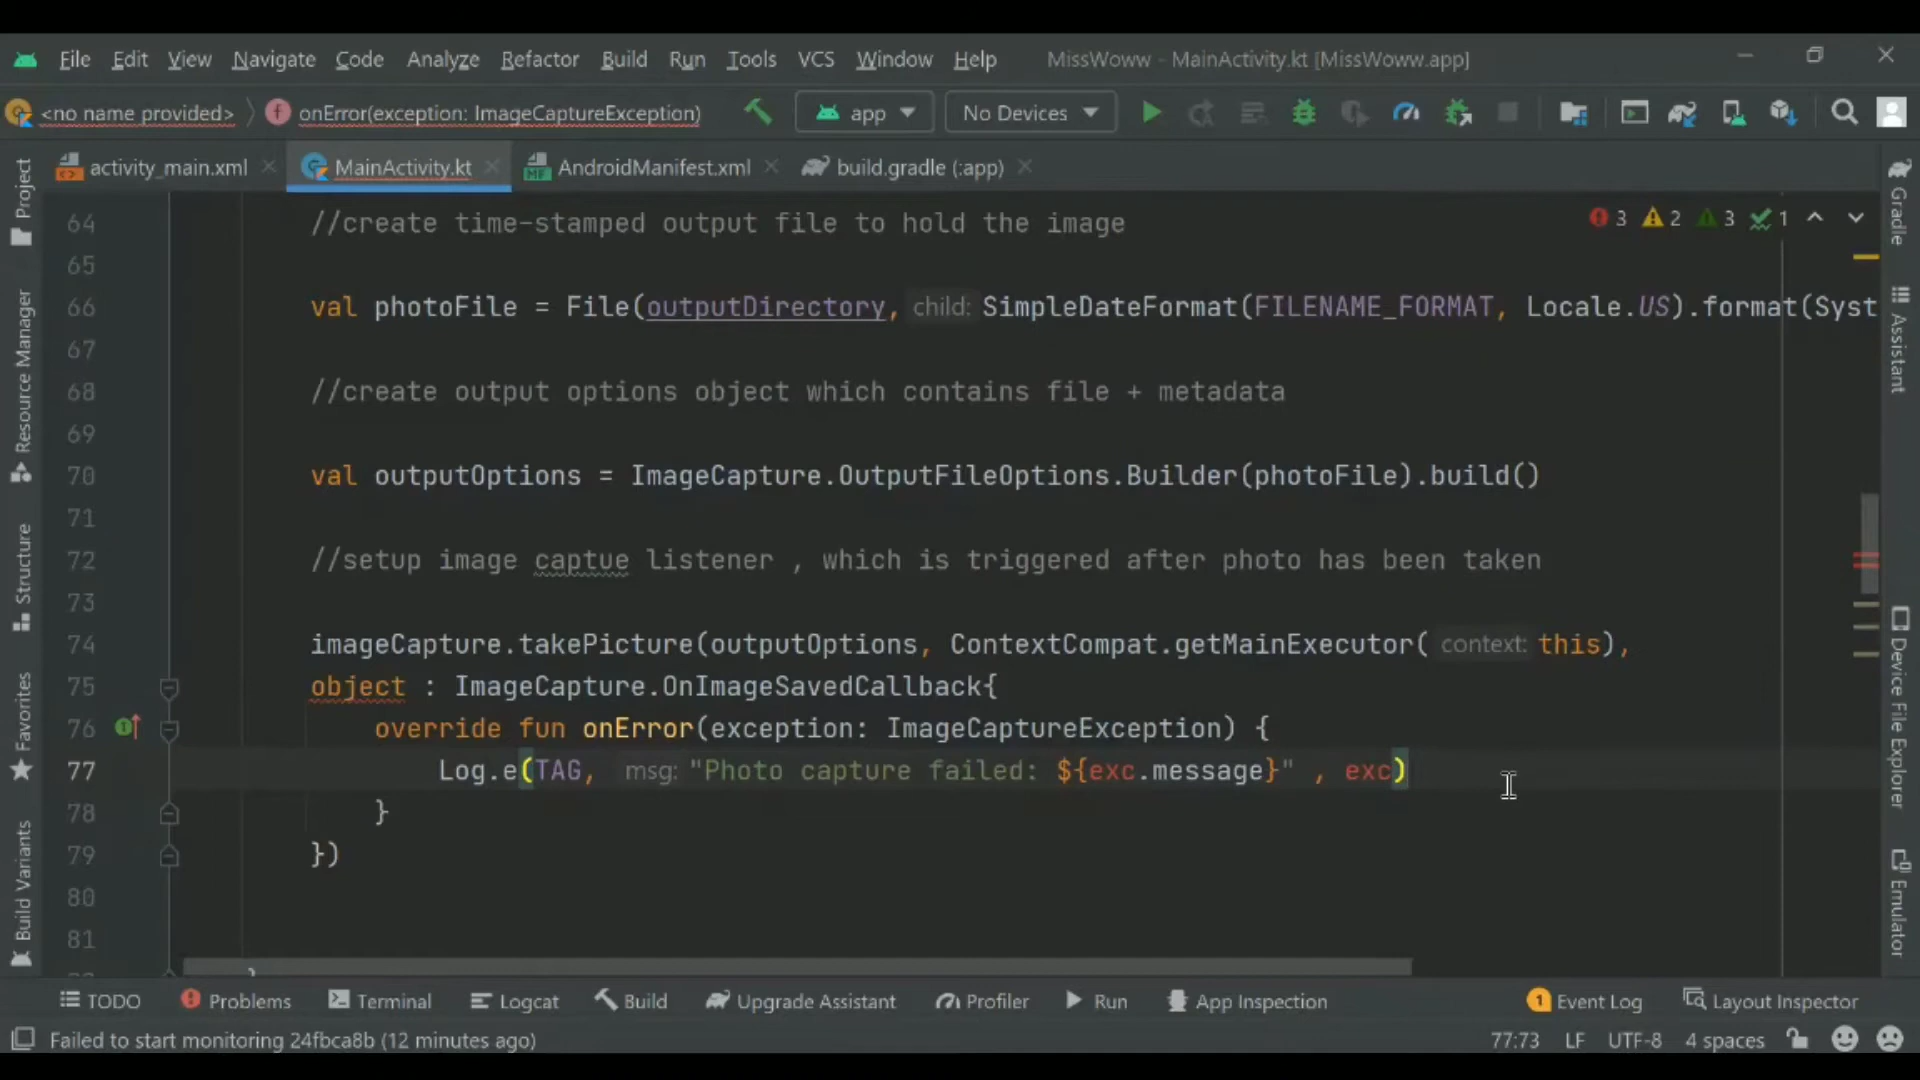 File Edit View Navigate Code Analyze Refactor Build Run Tools VCS Window Help MissWoww - MainActivity.kt [MissWoww.app]
<no name provided> onError(exception: ImageCaptureException) app No Devices
activity_main.xml MainActivity.kt AndroidManifest.xml build.gradle (:app)
3 2 3 1
64 //create time-stamped output file to hold the image
65
66 val photoFile = File(outputDirectory, child: SimpleDateFormat(FILENAME_FORMAT, Locale.US).format(Syst
67
68 //create output options object which contains file + metadata
69
70 val outputOptions = ImageCapture.OutputFileOptions.Builder(photoFile).build()
71
72 //setup image captue listener , which is triggered after photo has been taken
73
74 imageCapture.takePicture(outputOptions, ContextCompat.getMainExecutor( context: this),
75 object : ImageCapture.OnImageSavedCallback{
76 override fun onError(exception: ImageCaptureException) {
77 Log.e(TAG, msg: "Photo capture failed: ${exc.message}" , exc)
78 }
79 })
80
81
Project
Resource Manager
Structure
Favorites
Build Variants
Gradle
Assistant
Device File Explorer
Emulator
TODO Problems Terminal Logcat Build Upgrade Assistant Profiler Run App Inspection 1 Event Log Layout Inspector
Failed to start monitoring 24fbca8b (12 minutes ago) 77:73 LF UTF-8 4 spaces